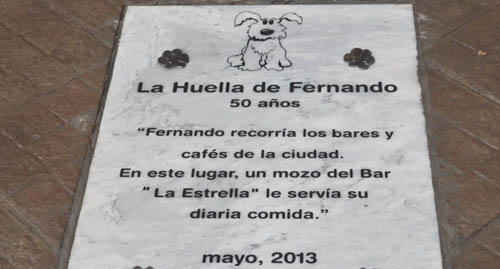 La Huella de Fernando
50 años
"Fernando recorría los bares y
cafés de la ciudad.
En este lugar, un mozo del Bar
"La Estrella" le servía su
diaria comida."
mayo, 2013